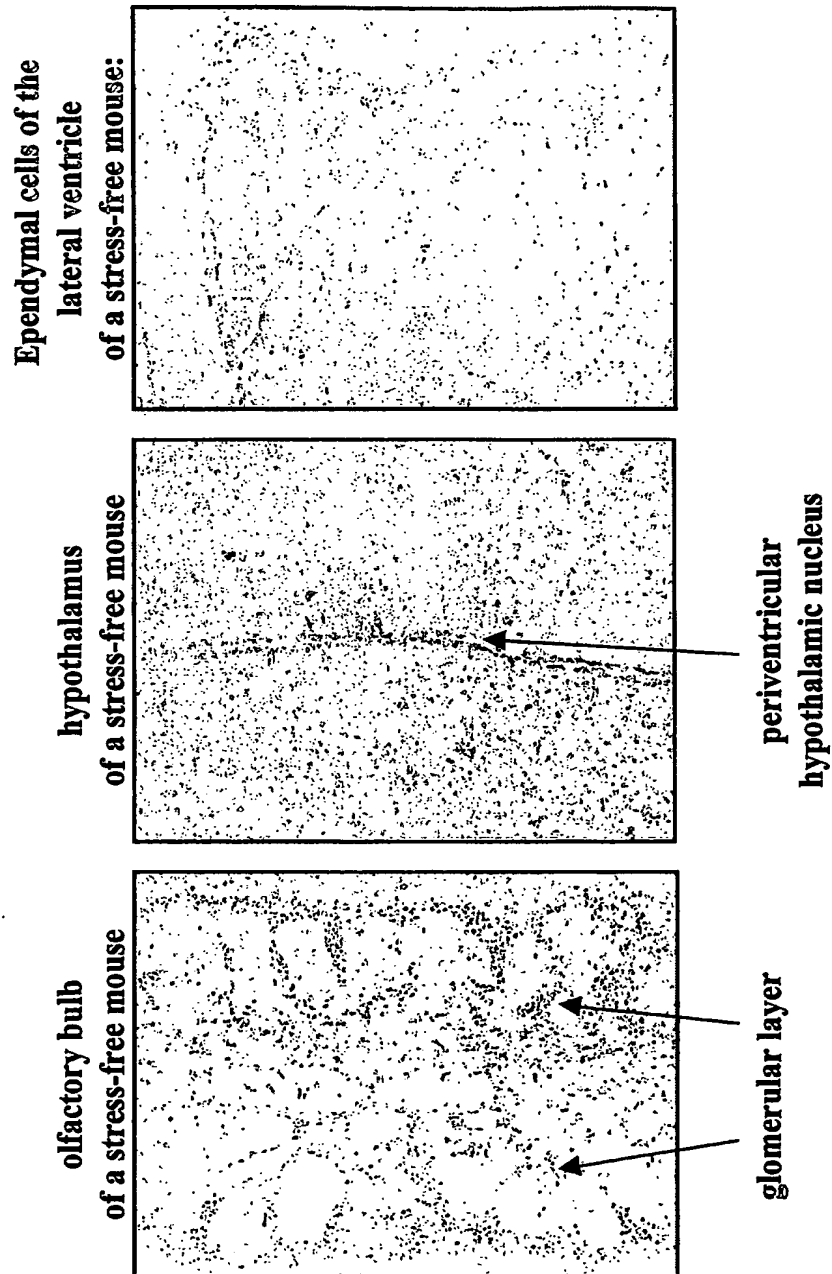 olfactory bulb
of a stress-free mouse
glomerular layer
hypothalamus
of a stress-free mouse
periventricular
hypothalamic nucleus
Ependymal cells of the
lateral ventricle
of a stress-free mouse: